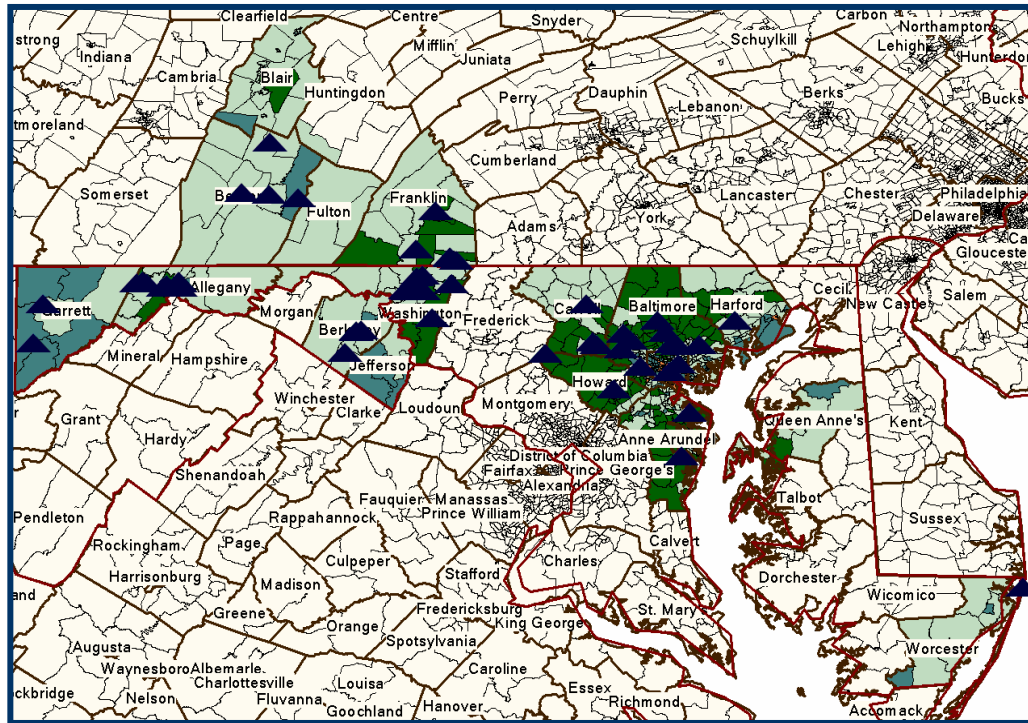 Clearfield
Centre
Snyder
Carbon
Northampton
strong
Indiana
Mifflin
Schuylkill
Lehigh
Hunterdon
Cambria
Blair
Juniata
Huntingdon
Perry
Dauphin
Berks
Bucks
tmoreland
Lebanon
Cumberland
Somerset
Franklin
Lancaster
Chester
Philadelphia
Fulton
York
Delaware
Adams
Gloucester
Garrett
Allegany
Cecil
New Castle
Salem
Morgan
Washington
Frederick
Baltimore
Harford
Mineral
Hampshire
Jefferson
Winchester
Clarke
Loudoun
Montgomery
Howard
Grant
Hardy
Anne Arundel
Queen Anne's
Kent
Shenandoah
District of Columbia
Fairfax
Prince George's
Alexandria
Fauquier
Manassas
Prince William
Talbot
Pendleton
Rappahannock
Sussex
Rockingham
Page
Culpeper
Calvert
Harrisonburg
Madison
Stafford
Charles
Dorchester
Wicomico
Greene
Fredericksburg
King George
St. Mary
Augusta
Orange
Spotsylvania
Worcester
Waynesboro
Albemarle
Charlottesville
Louisa
Caroline
ockbridge
Nelson
Fluvanna
Goochland
Hanover
Essex
Richmond
Accomack